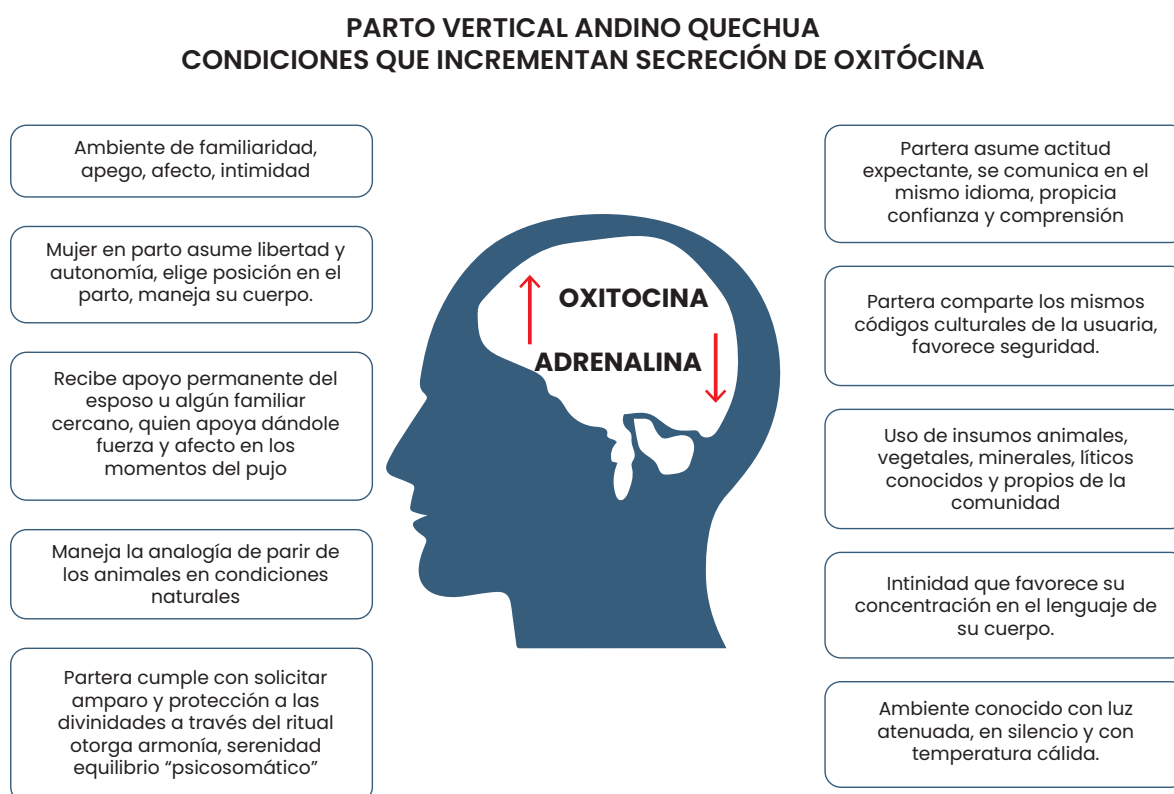 PARTO VERTICAL ANDINO QUECHUA
CONDICIONES QUE INCREMENTAN SECRECIÓN DE OXITÓCINA
Ambiente de familiaridad,
apego, afecto, intimidad
Mujer en parto asume libertad y
autonomía, elige posición en el
parto, maneja su cuerpo.
Recibe apoyo permanente del
esposo u algún familiar
cercano, quien apoya dándole
fuerza y afecto en los
momentos del pujo
Maneja la analogía de parir de
los animales en condiciones
naturales
Partera cumple con solicitar
amparo y protección a las
divinidades a través del ritual
otorga armonía, serenidad
equilibrio “psicosomático”
OXITOCINA
ADRENALINA
Partera asume actitud
expectante, se comunica en el
mismo idioma, propicia
confianza y comprensión
Partera comparte los mismos
códigos culturales de la usuaria,
favorece seguridad.
Uso de insumos animales,
vegetales, minerales, líticos
conocidos y propios de la
comunidad
Intinidad que favorece su
concentración en el lenguaje de
su cuerpo.
Ambiente conocido con luz
atenuada, en silencio y con
temperatura cálida.